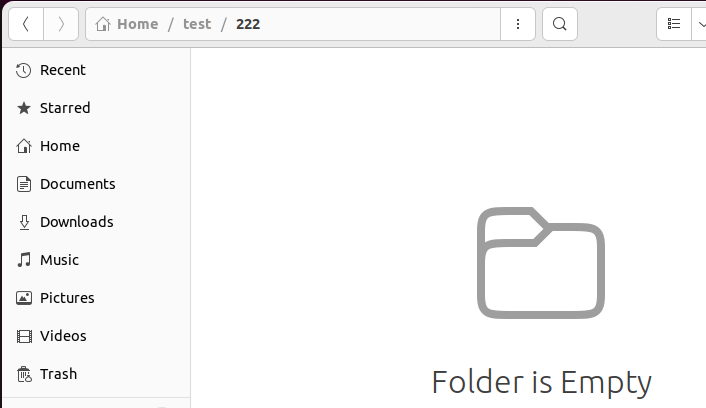 Home / test / 222
Recent
Starred
Home
Documents
Downloads
Music
Pictures
Videos
Trash
Folder is Empty